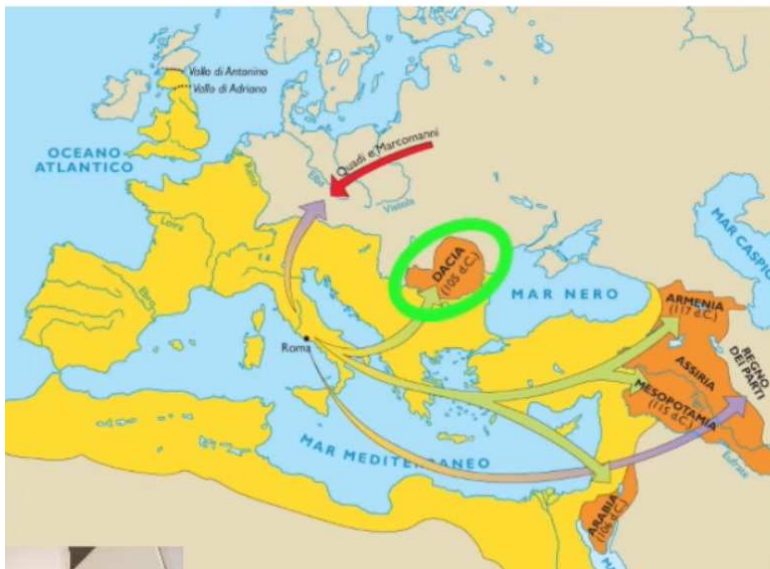 Vallo di Antonino
Vallo di Adriano
OCEANO
ATLANTICO
Reno
Elba
Quadi e Marcomanni
Vistola
Loira
Ebro
DACIA
(105 d.C.)
MAR NERO
MAR CASPIO
ARMENIA
(117 d.C.)
REGNO
DEI PARTI
ASSIRIA
MESOPOTAMIA
(115 d.C.)
Eufrate
Roma
MAR MEDITERRANEO
ARABIA
(106 d.C.)